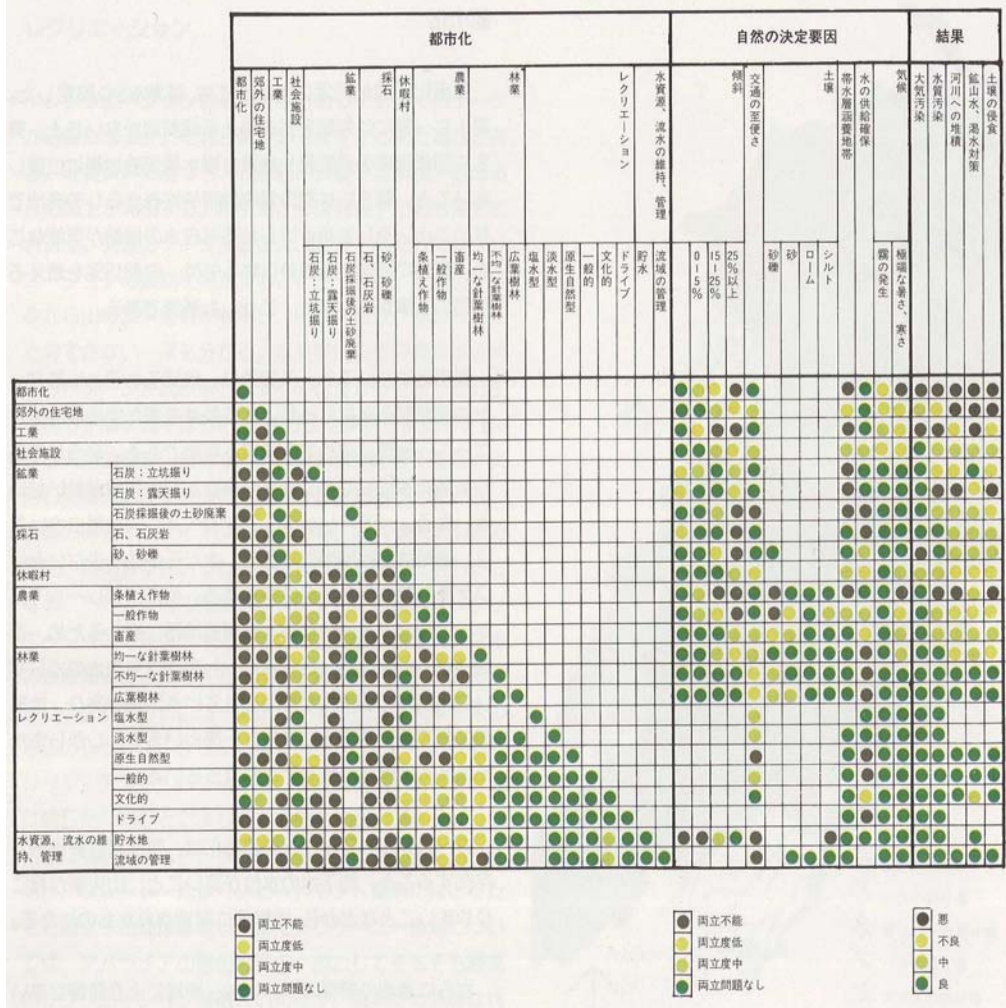 都市化
自然の決定要因
結果
都市化
郊外の住宅地
工業
社会施設
鉱業
採石
休暇村
農業
林業
レクリエーション
水資源、流水の維持、管理
傾斜
交通の至便さ
土壌
帯水層涵養地帯
水の供給確保
気候
大気汚染
水質汚染
河川への堆積
鉱山水、渇水対策
土壌の侵食
石炭：立坑掘り
石炭：露天掘り
石炭採掘後の土砂廃棄
石、石灰岩
砂、砂礫
条植え作物
一般作物
畜産
均一な針葉樹林
不均一な針葉樹林
広葉樹林
塩水型
淡水型
原生自然型
一般的
文化的
ドライブ
貯水
流域の管理
0－5％
15－25％
25％以上
砂礫
砂
ローム
シルト
霧の発生
極端な暑さ、寒さ
都市化
郊外の住宅地
工業
社会施設
鉱業 石炭：立坑掘り
石炭：露天掘り
石炭採掘後の土砂廃棄
採石 石、石灰岩
砂、砂礫
休暇村
農業 条植え作物
一般作物
畜産
林業 均一な針葉樹林
不均一な針葉樹林
広葉樹林
レクリエーション 塩水型
淡水型
原生自然型
一般的
文化的
ドライブ
水資源、流水の維 貯水地
持、管理 流域の管理
両立不能
両立度低
両立度中
両立問題なし
両立不能
両立度低
両立度中
両立問題なし
悪
不良
中
良